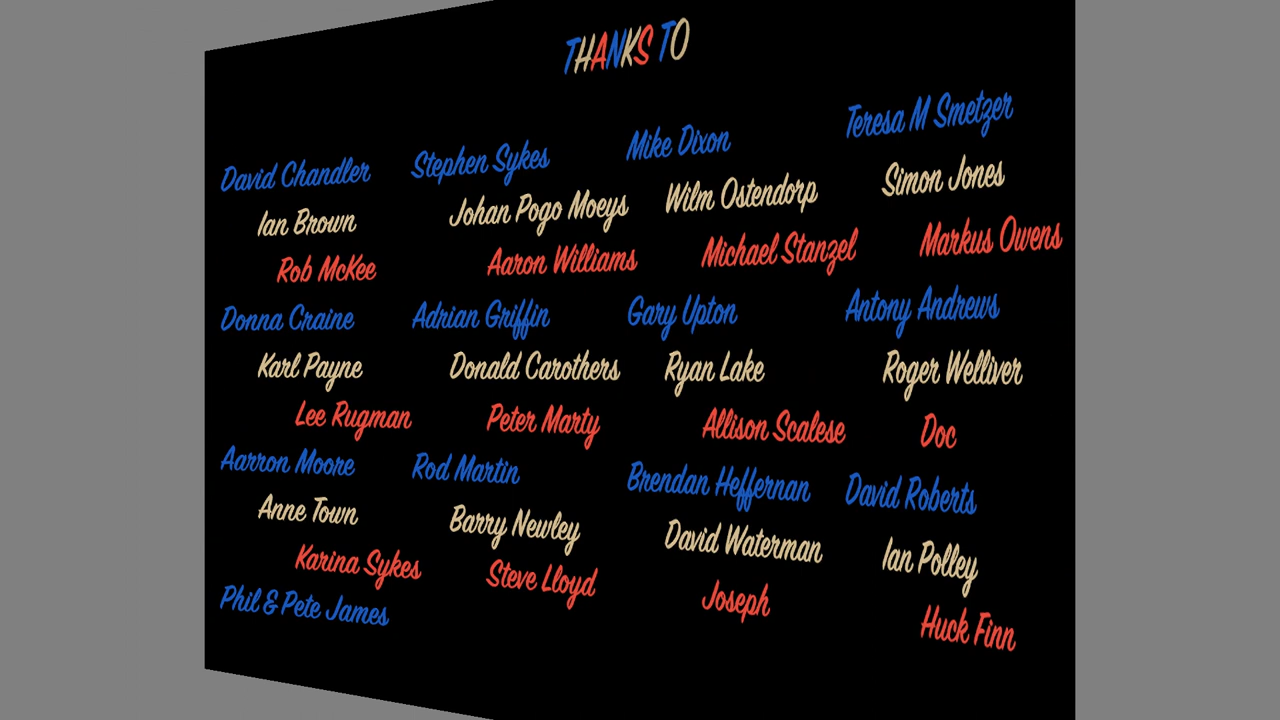 THANKS TO
David Chandler
Ian Brown
Rob McKee
Donna Craine
Karl Payne
Lee Rugman
Aarron Moore
Anne Town
Karina Sykes
Phil & Pete James
Stephen Sykes
Johan Pogo Moeys
Aaron Williams
Adrian Griffin
Donald Carothers
Peter Marty
Rod Martin
Barry Newley
Steve Lloyd
Mike Dixon
Wilm Ostendorp
Michael Stanzel
Gary Upton
Ryan Lake
Allison Scalese
Brendan Heffernan
David Waterman
Joseph
Teresa M Smetzer
Simon Jones
Markus Owens
Antony Andrews
Roger Welliver
Doc
David Roberts
Ian Polley
Huck Finn